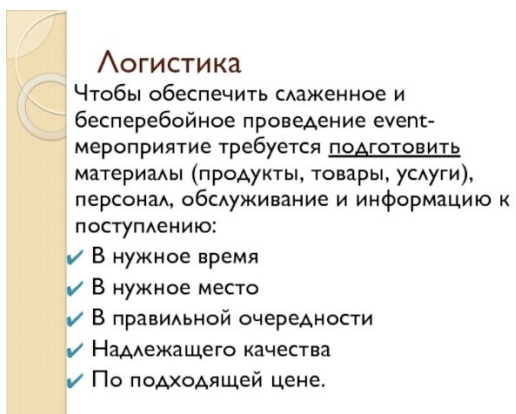 Логистика
Чтобы обеспечить слаженное и
бесперебойное проведение event-
мероприятие требуется подготовить
материалы (продукты, товары, услуги),
персонал, обслуживание и информацию к
поступлению:
✔ В нужное время
✔ В нужное место
✔ В правильной очередности
✔ Надлежащего качества
✔ По подходящей цене.